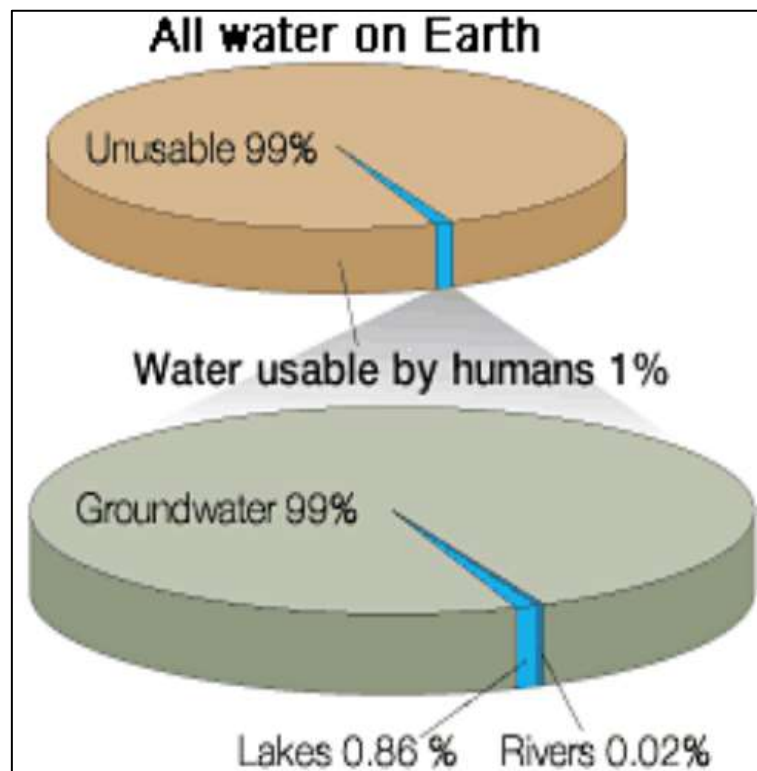 All water on Earth
Unusable 99%
Water usable by humans 1%
Groundwater 99%
Lakes 0.86 % Rivers 0.02%